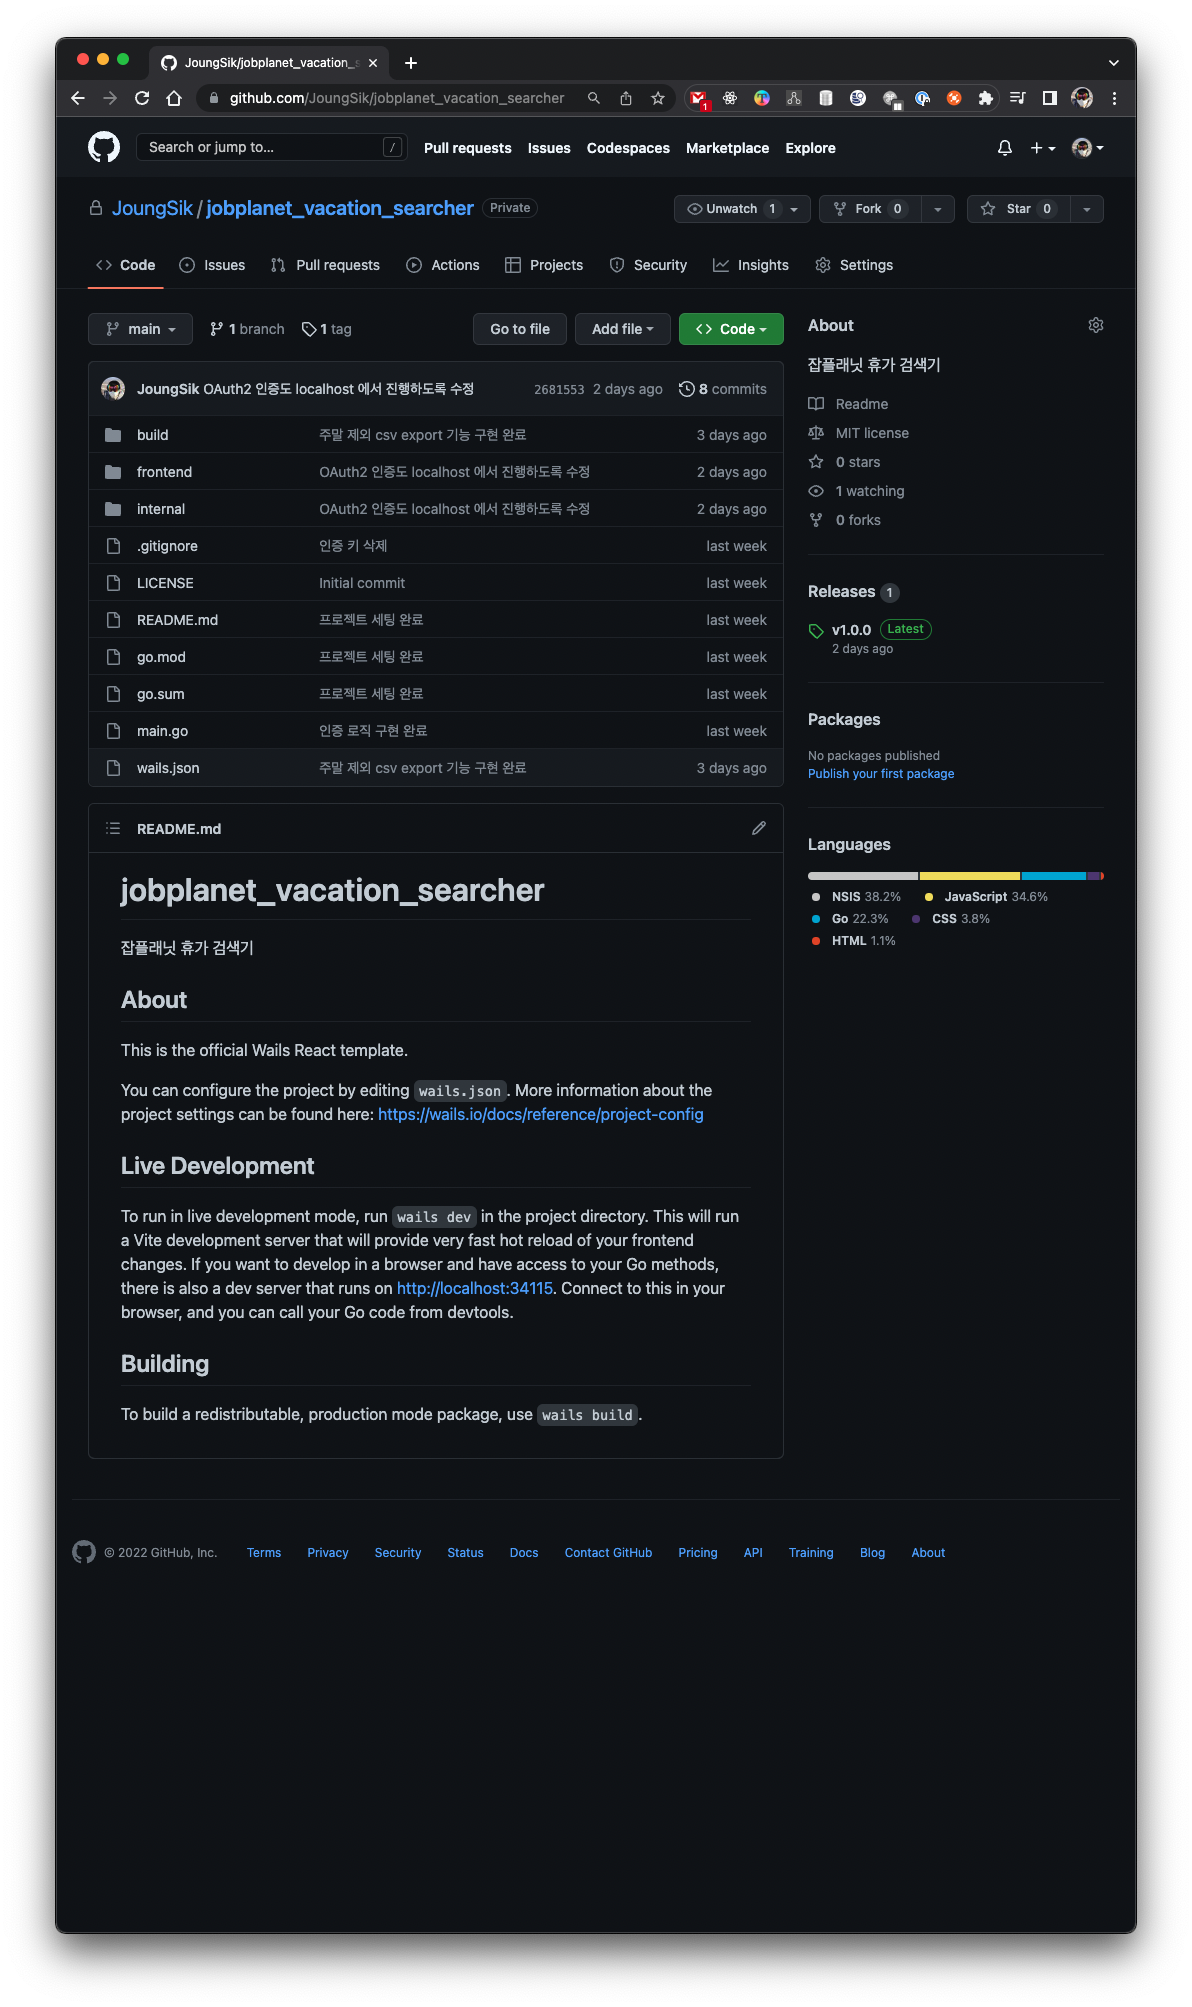 JoungSik/jobplanet_vacation_s
github.com/JoungSik/jobplanet_vacation_searcher
1
Search or jump to...
/
Pull requests Issues Codespaces Marketplace Explore
JoungSik / jobplanet_vacation_searcher Private
Unwatch 1 Fork 0 Star 0
Code Issues Pull requests Actions Projects Security Insights Settings
main 1 branch 1 tag Go to file Add file Code
JoungSik OAuth2 인증도 localhost 에서 진행하도록 수정 2681553 2 days ago 8 commits
build 주말 제외 csv export 기능 구현 완료 3 days ago
frontend OAuth2 인증도 localhost 에서 진행하도록 수정 2 days ago
internal OAuth2 인증도 localhost 에서 진행하도록 수정 2 days ago
.gitignore 인증 키 삭제 last week
LICENSE Initial commit last week
README.md 프로젝트 세팅 완료 last week
go.mod 프로젝트 세팅 완료 last week
go.sum 프로젝트 세팅 완료 last week
main.go 인증 로직 구현 완료 last week
wails.json 주말 제외 csv export 기능 구현 완료 3 days ago
README.md
jobplanet_vacation_searcher
잡플래닛 휴가 검색기
About
This is the official Wails React template.
You can configure the project by editing wails.json. More information about the
project settings can be found here: https://wails.io/docs/reference/project-config
Live Development
To run in live development mode, run wails dev in the project directory. This will run
a Vite development server that will provide very fast hot reload of your frontend
changes. If you want to develop in a browser and have access to your Go methods,
there is also a dev server that runs on http://localhost:34115. Connect to this in your
browser, and you can call your Go code from devtools.
Building
To build a redistributable, production mode package, use wails build.
About
잡플래닛 휴가 검색기
Readme
MIT license
0 stars
1 watching
0 forks
Releases 1
v1.0.0 Latest
2 days ago
Packages
No packages published
Publish your first package
Languages
NSIS 38.2% JavaScript 34.6%
Go 22.3% CSS 3.8%
HTML 1.1%
© 2022 GitHub, Inc. Terms Privacy Security Status Docs Contact GitHub Pricing API Training Blog About